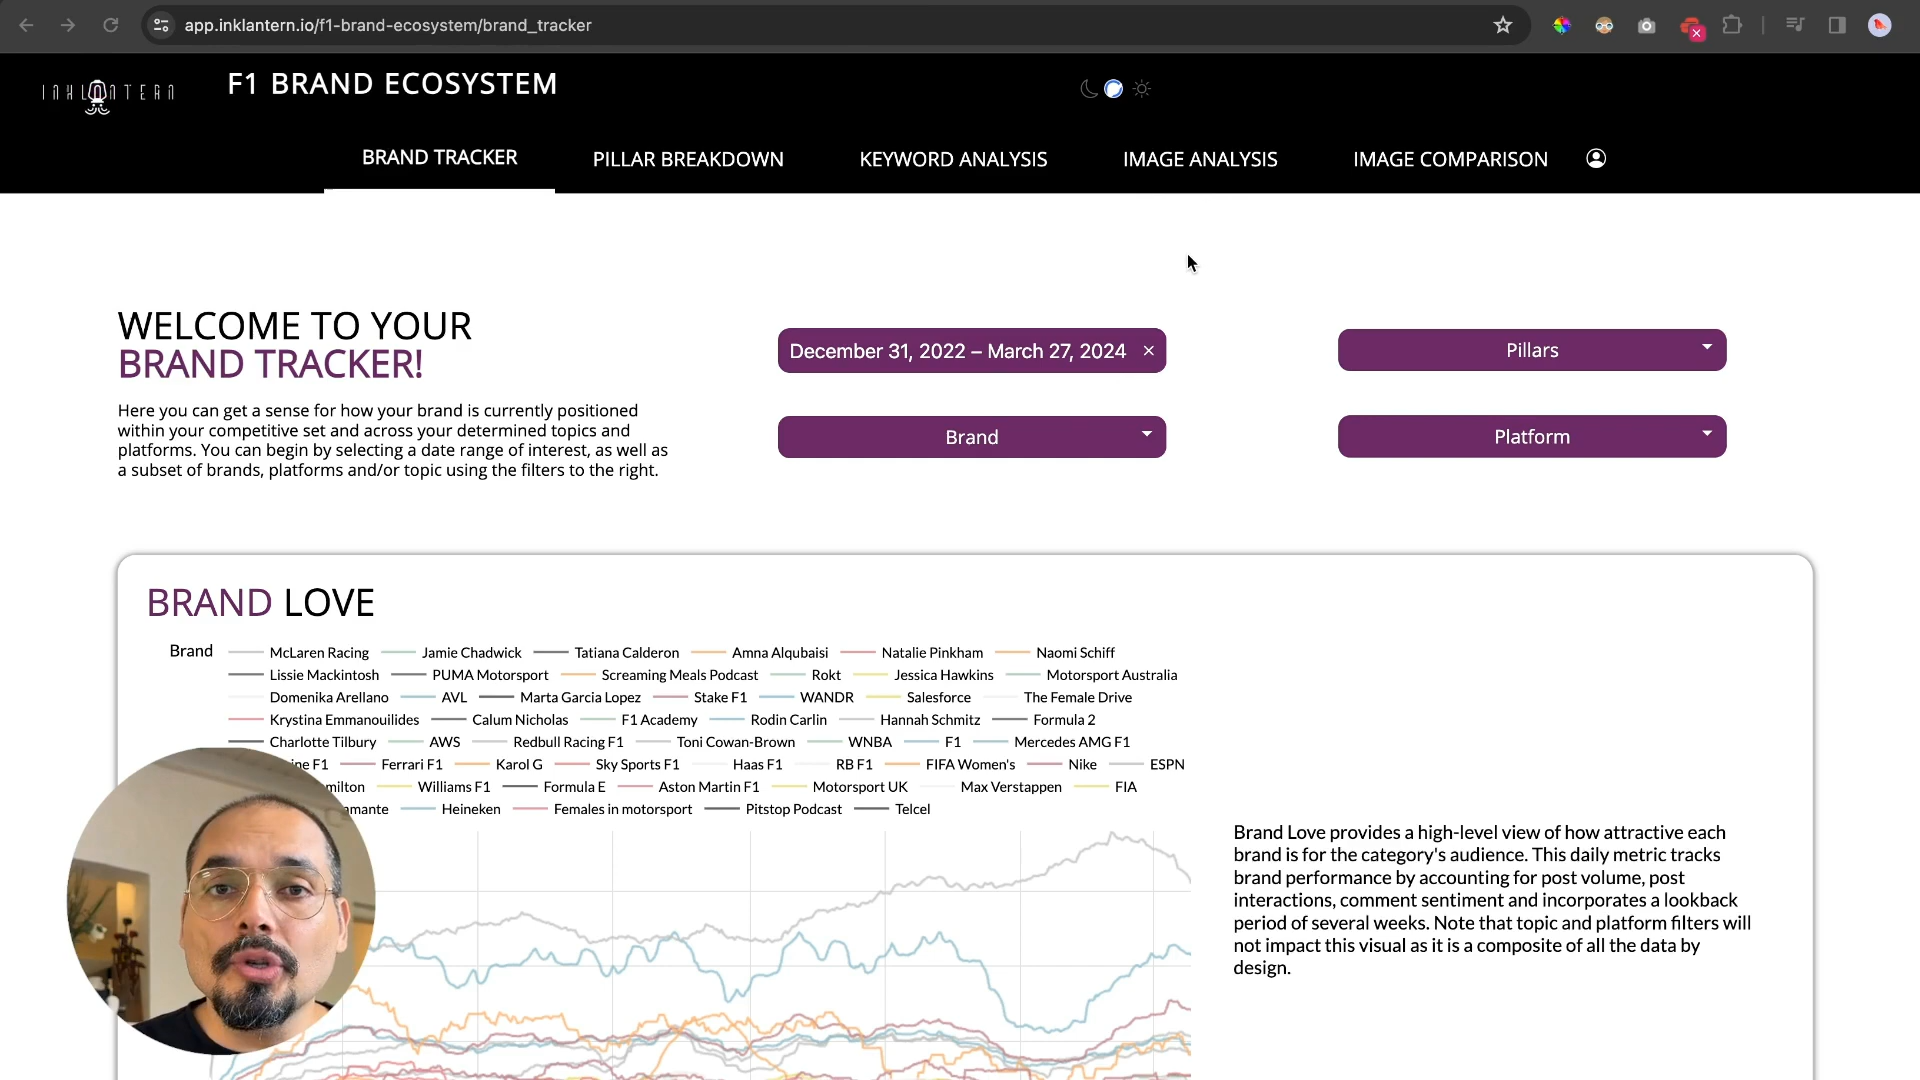 app.inklantern.io/f1-brand-ecosystem/brand_tracker
INKLANTERN
F1 BRAND ECOSYSTEM
BRAND TRACKER PILLAR BREAKDOWN KEYWORD ANALYSIS IMAGE ANALYSIS IMAGE COMPARISON
WELCOME TO YOUR
BRAND TRACKER!
Here you can get a sense for how your brand is currently positioned
within your competitive set and across your determined topics and
platforms. You can begin by selecting a date range of interest, as well as
a subset of brands, platforms and/or topic using the filters to the right.
December 31, 2022 – March 27, 2024 ×
Pillars
Brand
Platform
BRAND LOVE
Brand McLaren Racing Jamie Chadwick Tatiana Calderon Amna Alqubaisi Natalie Pinkham Naomi Schiff
Lissie Mackintosh PUMA Motorsport Screaming Meals Podcast Rokt Jessica Hawkins Motorsport Australia
Domenika Arellano AVL Marta Garcia Lopez Stake F1 WANDR Salesforce The Female Drive
Krystina Emmanouilides Calum Nicholas F1 Academy Rodin Carlin Hannah Schmitz Formula 2
Charlotte Tilbury AWS Redbull Racing F1 Toni Cowan-Brown WNBA F1 Mercedes AMG F1
ine F1 Ferrari F1 Karol G Sky Sports F1 Haas F1 RB F1 FIFA Women's Nike ESPN
milton Williams F1 Formula E Aston Martin F1 Motorsport UK Max Verstappen FIA
amante Heineken Females in motorsport Pitstop Podcast Telcel
Brand Love provides a high-level view of how attractive each
brand is for the category's audience. This daily metric tracks
brand performance by accounting for post volume, post
interactions, comment sentiment and incorporates a lookback
period of several weeks. Note that topic and platform filters will
not impact this visual as it is a composite of all the data by
design.